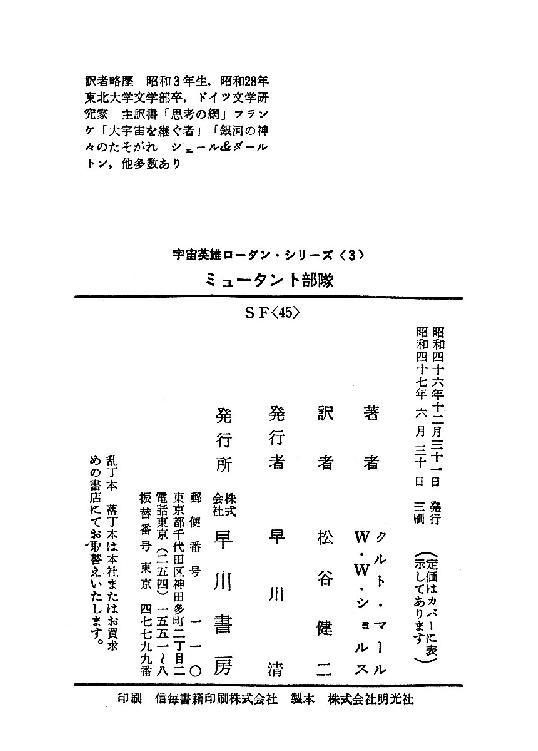 訳者略歴　昭和3年生，昭和28年
東北大学文学部卒，ドイツ文学研
究家　主訳書「思考の網」フラン
ケ「大宇宙を継ぐ者」「銀河の神
々のたそがれ　シェール&ダール
トン，他多数あり
宇宙英雄ローダン・シリーズ〈3〉
ミュータント部隊
SF〈45〉
昭和四十六年十二月三十一日　発行
昭和四十七年　六月　三十日　三刷
（定価はカバーに表
示してあります）
著者　クルト・マール
W・W・ショルス
訳者　松谷健二
発行者　早川清
発行所　株式会社　早川書房
郵便番号　一一〇
東京都千代田区神田多町二丁目二
電話東京（二五四）一五五一〜八
振替番号　東京　四七七九九番
乱丁本　落丁本は本社またはお買求
めの書店にてお取替えいたします。
印刷　信毎書籍印刷株式会社　製本　株式会社明光社